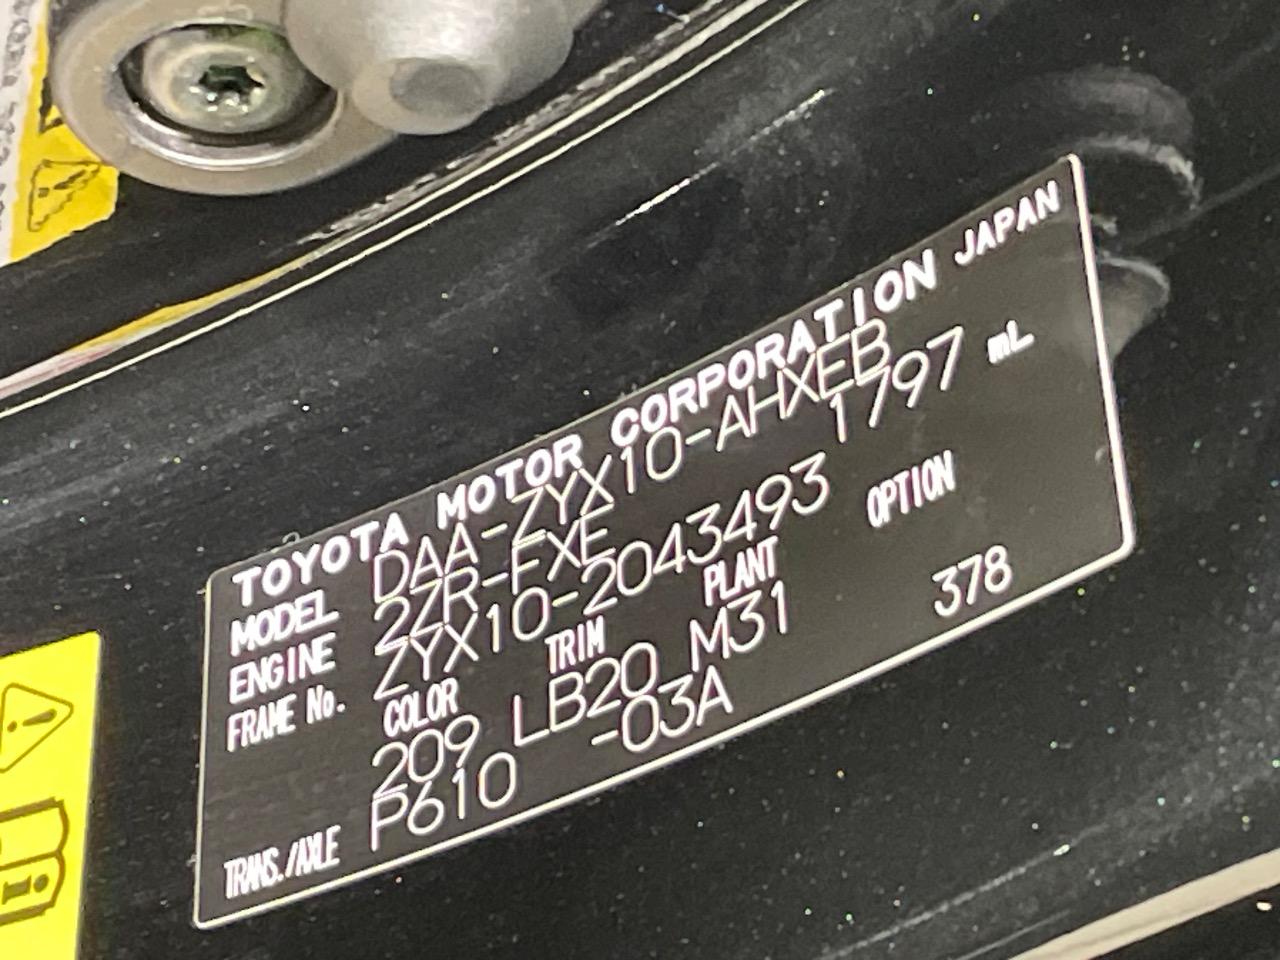 TOYOTA MOTOR CORPORATION JAPAN
MODEL DAA-ZYX10-AHXEB
ENGINE 2ZR-FXE 1797 mL
FRAME No. ZYX10-2043493
COLOR TRIM PLANT OPTION
209 LB20 M31 378
TRANS./AXLE P610 -03A